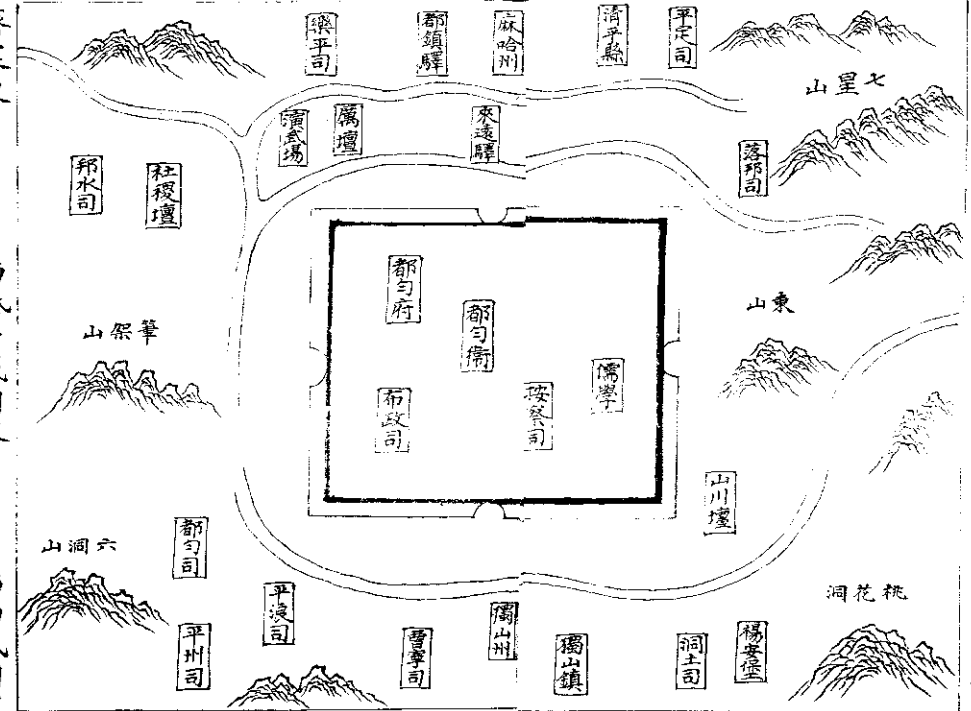 平定司
清平縣
麻哈州
都鎮驛
樂平司
七星山
落邦司
來遠驛
厲壇
演武場
社稷壇
邦水司
東山
儒學
按察司
都勻衛
都勻府
布政司
筆架山
山川壇
桃花洞
楊安堡
洞土司
獨山鎮
獨山州
豐寧司
平浪司
都勻司
平州司
六洞山